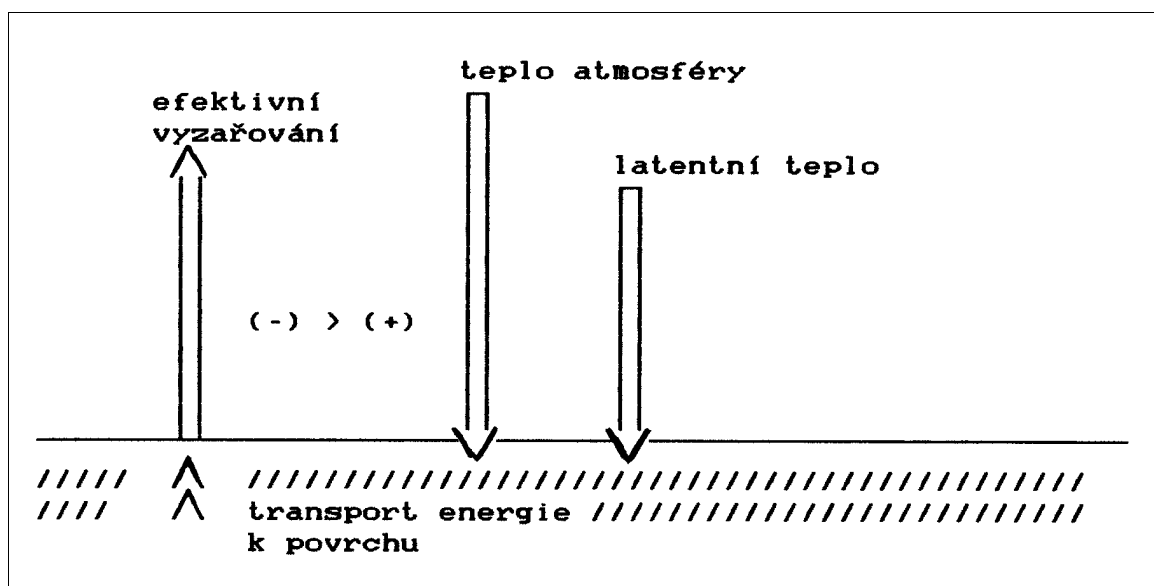 teplo atmosféry
efektivní
vyzařování
latentní teplo
(-) > (+)
transport energie
k povrchu